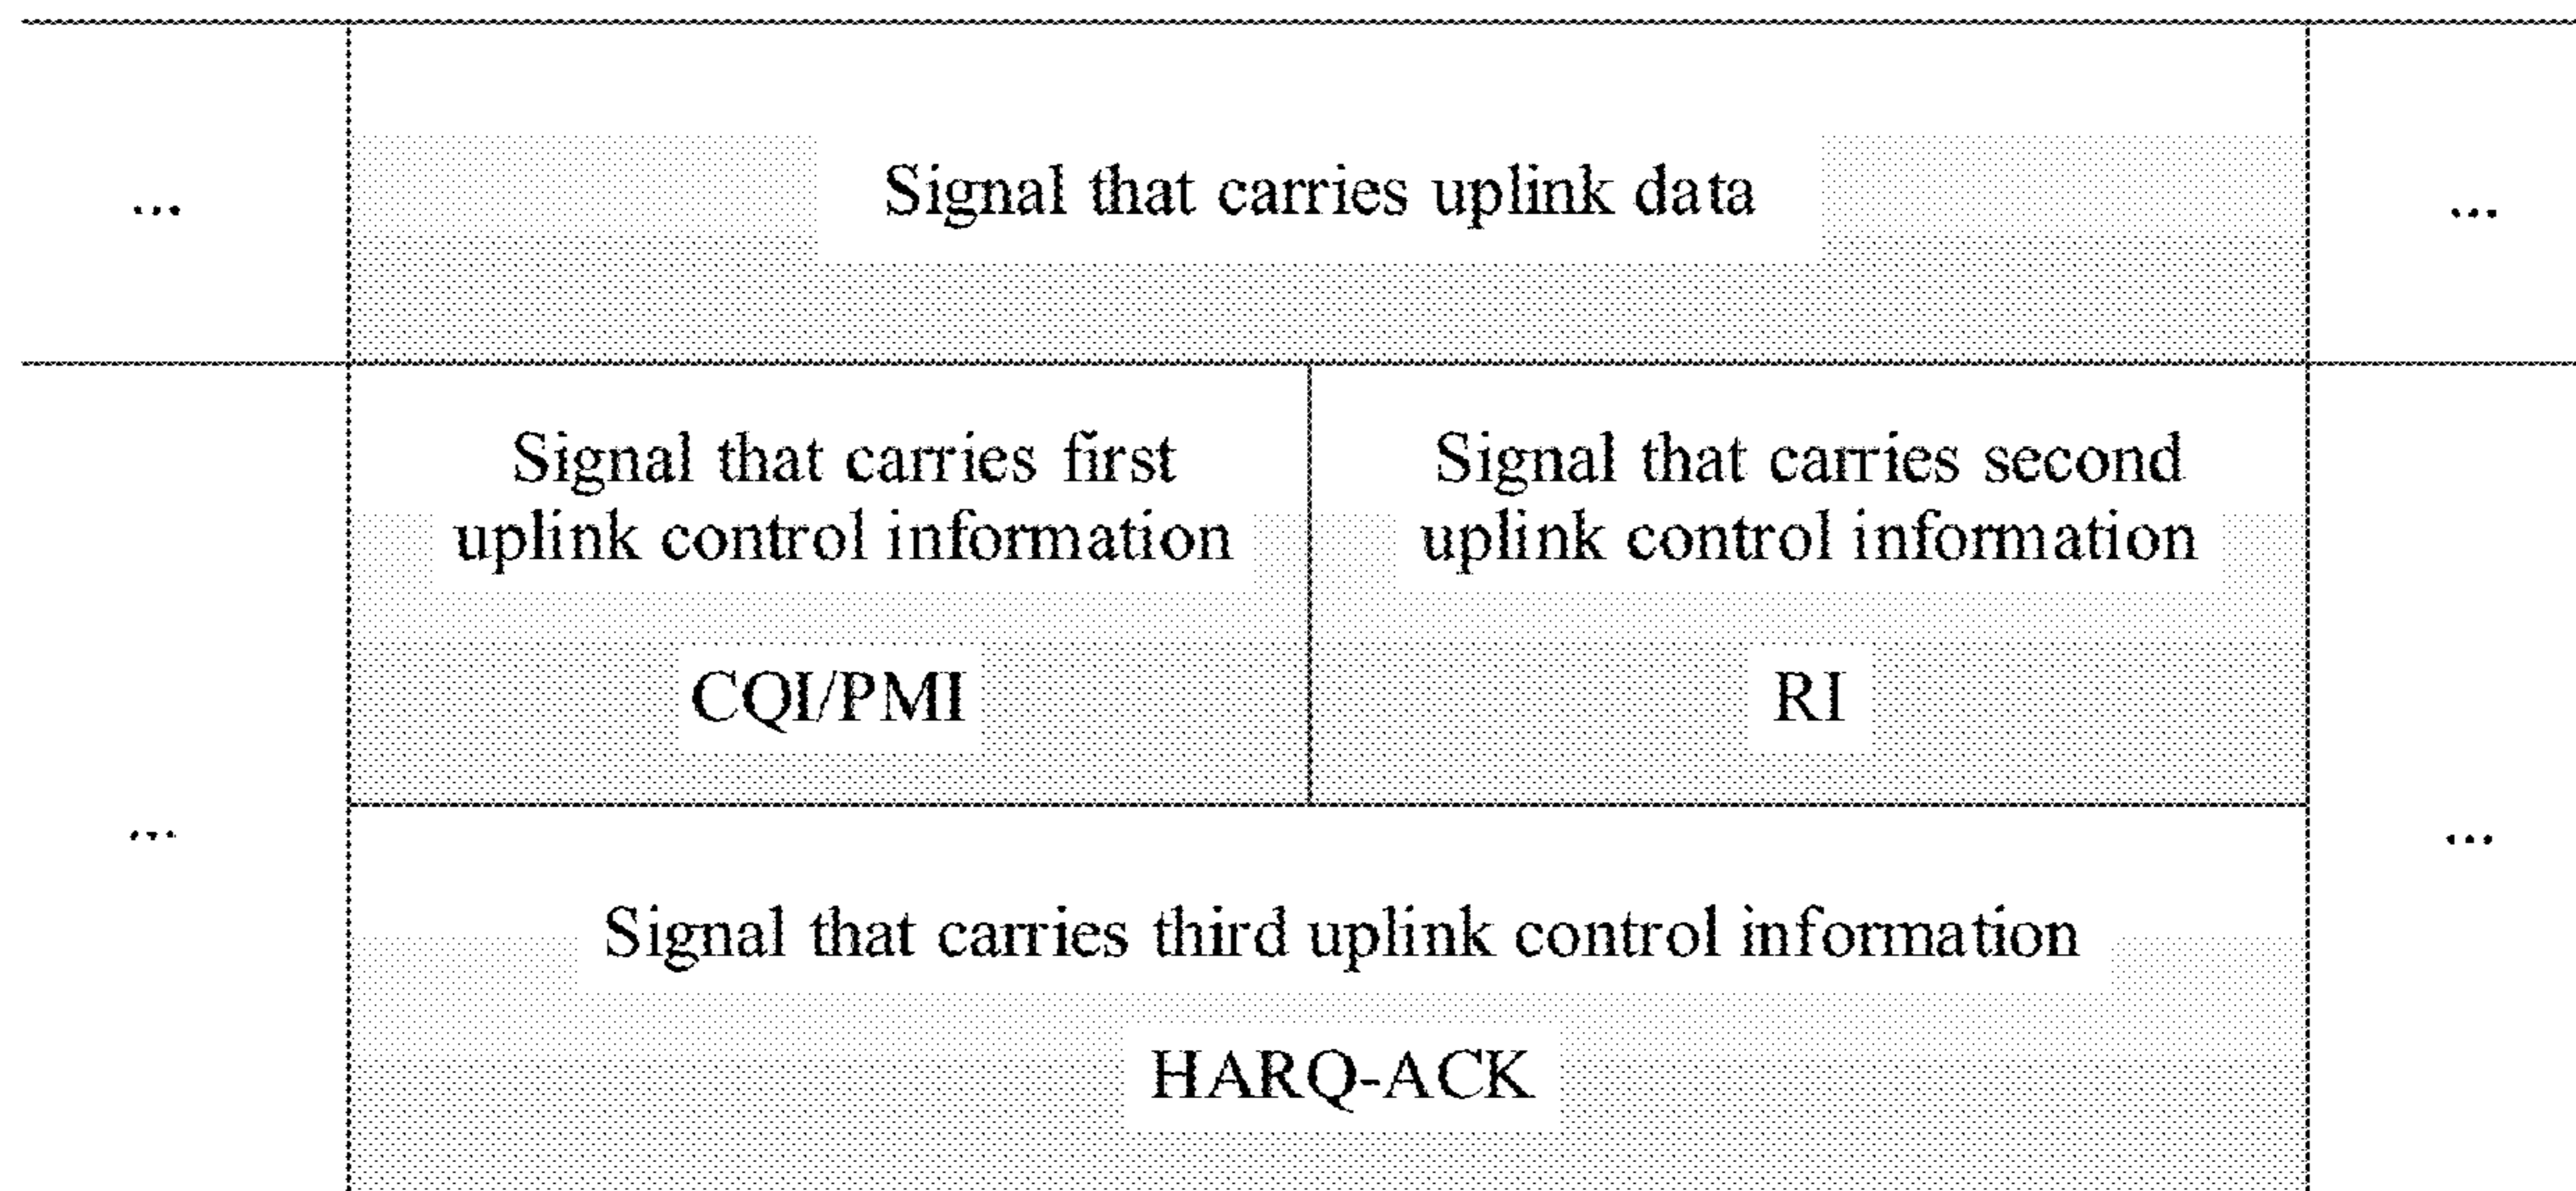 ... Signal that carries uplink data ...
Signal that carries first
uplink control information
CQI/PMI
Signal that carries second
uplink control information
RI
... ...
Signal that carries third uplink control information
HARQ-ACK